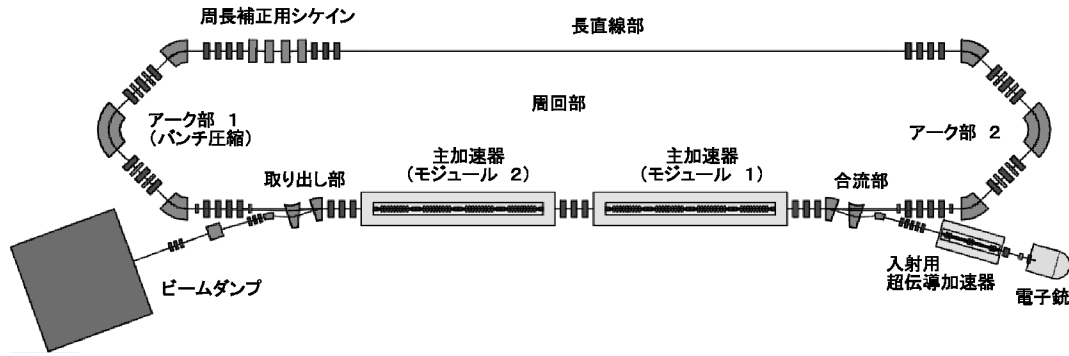 周長補正用シケイン
長直線部
周回部
アーク部 1
（バンチ圧縮）
アーク部 2
取り出し部
主加速器
（モジュール 2）
主加速器
（モジュール 1）
合流部
入射用
超伝導加速器
電子銃
ビームダンプ